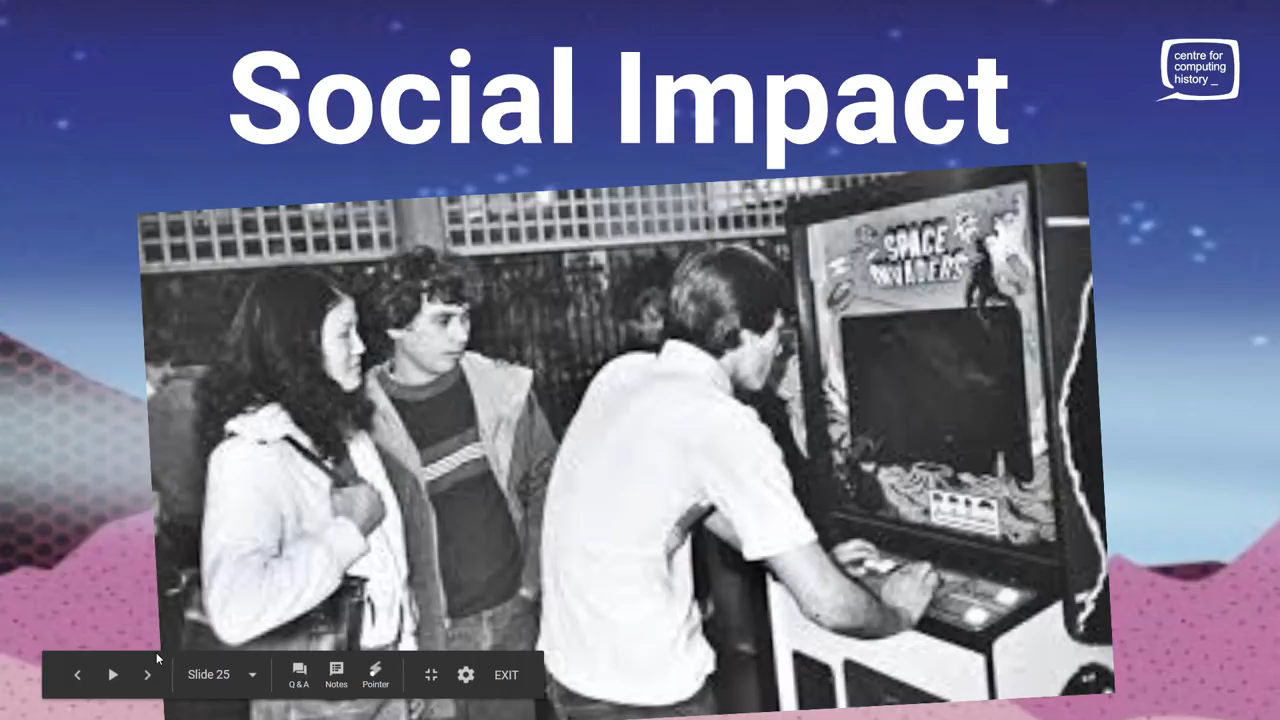 Social Impact
centre for
computing
history _
SPACE
INVADERS
Slide 25
Q & A
Notes
Pointer
EXIT